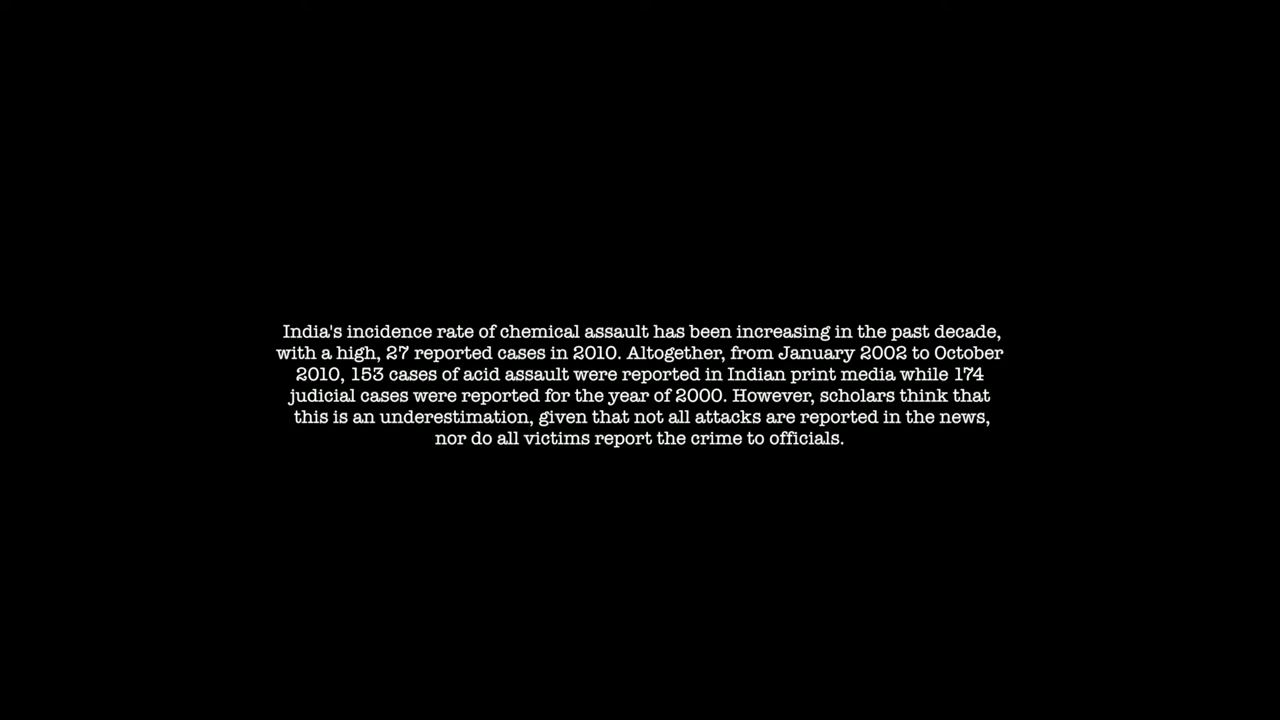 India's incidence rate of chemical assault has been increasing in the past decade,
with a high, 27 reported cases in 2010. Altogether, from January 2002 to October
2010, 153 cases of acid assault were reported in Indian print media while 174
judicial cases were reported for the year of 2000. However, scholars think that
this is an underestimation, given that not all attacks are reported in the news,
nor do all victims report the crime to officials.